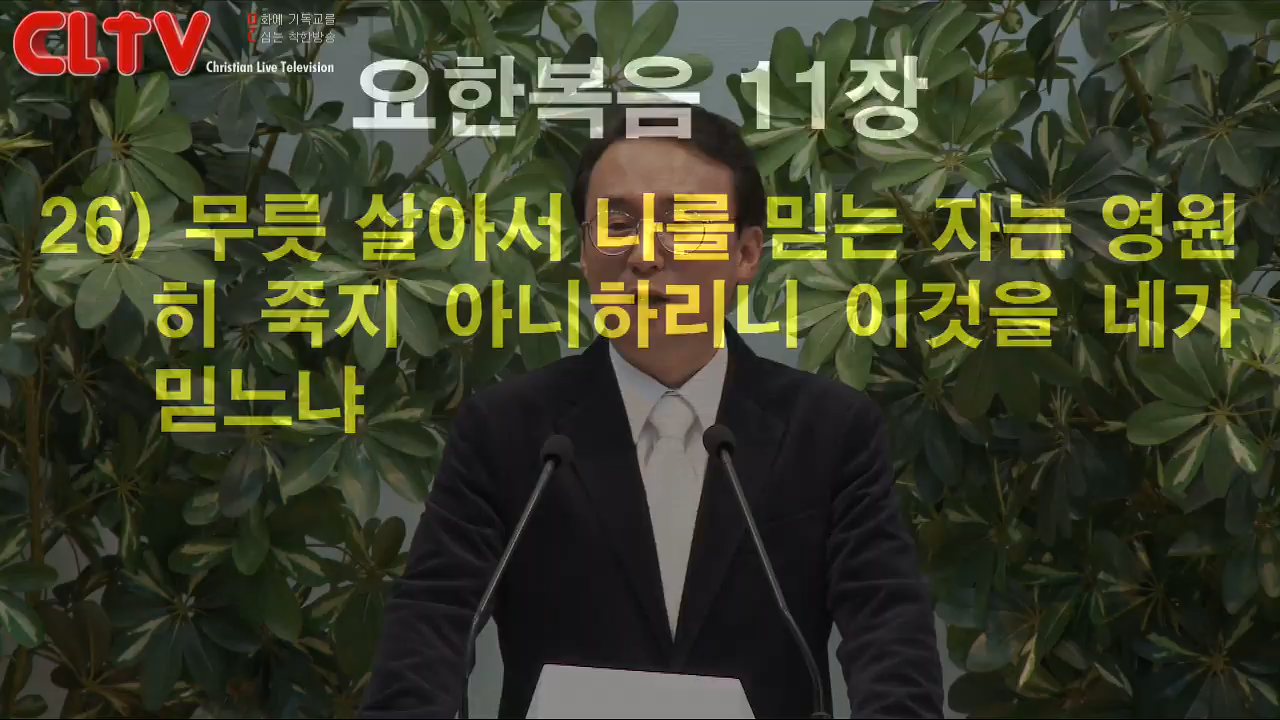 CLTV
문화에 기독교를
심는 착한방송
Christian Live Television
요한복음 11장
26) 무릇 살아서 나를 믿는 자는 영원
히 죽지 아니하리니 이것을 네가
믿느냐